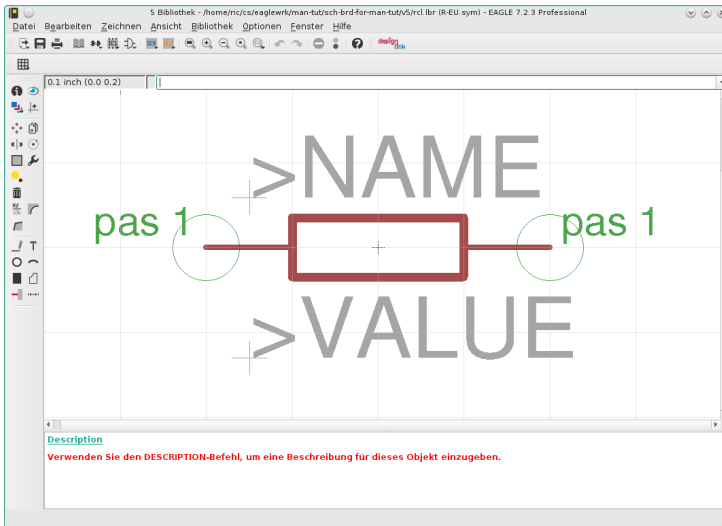 5 Bibliothek - /home/ric/cs/eaglewrk/man-tut/sch-brd-for-man-tut/v5/rcl.lbr (R-EU.sym) - EAGLE 7.2.3 Professional
Datei Bearbeiten Zeichnen Ansicht Bibliothek Optionen Fenster Hilfe
design link
0.1 inch (0.0 0.2)
>NAME
pas 1 pas 1
>VALUE
Description
Verwenden Sie den DESCRIPTION-Befehl, um eine Beschreibung für dieses Objekt einzugeben.